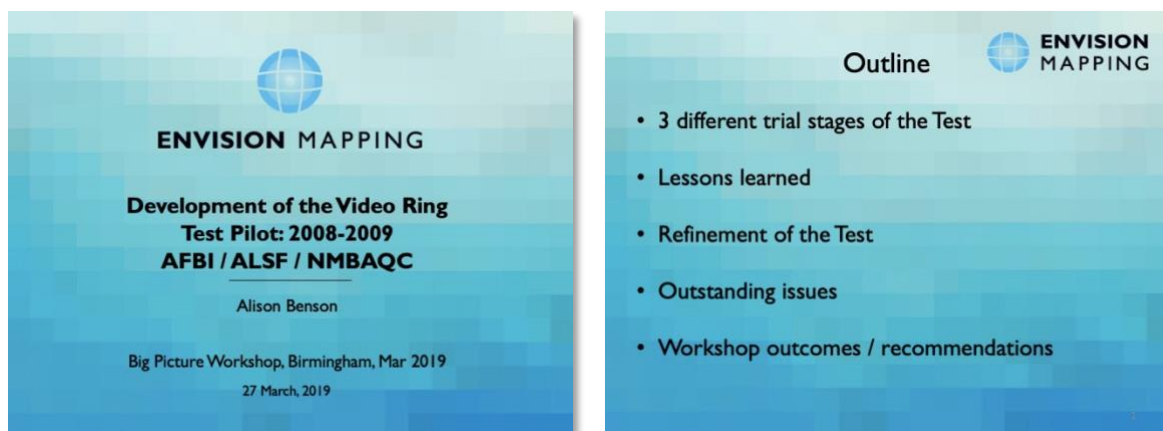 ENVISION MAPPING
Development of the Video Ring
Test Pilot: 2008-2009
AFBI / ALSF / NMBAQC
Alison Benson
Big Picture Workshop, Birmingham, Mar 2019
27 March, 2019
ENVISION
MAPPING
Outline
• 3 different trial stages of the Test
• Lessons learned
• Refinement of the Test
• Outstanding issues
• Workshop outcomes / recommendations